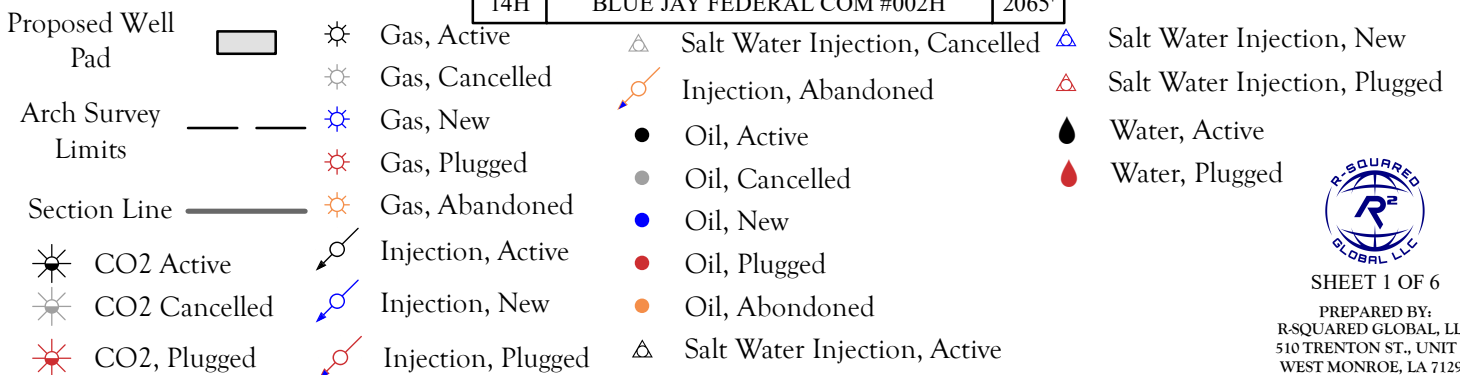 14H BLUE JAY FEDERAL COM #002H 2065'
Proposed Well
Pad
Arch Survey
Limits
Section Line
CO2 Active
CO2 Cancelled
CO2, Plugged
Gas, Active
Gas, Cancelled
Gas, New
Gas, Plugged
Gas, Abandoned
Injection, Active
Injection, New
Injection, Plugged
Salt Water Injection, Cancelled
Injection, Abandoned
Oil, Active
Oil, Cancelled
Oil, New
Oil, Plugged
Oil, Abondoned
Salt Water Injection, Active
Salt Water Injection, New
Salt Water Injection, Plugged
Water, Active
Water, Plugged
R-SQUARED
R²
GLOBAL LLC
SHEET 1 OF 6
PREPARED BY:
R-SQUARED GLOBAL,
510 TRENTON ST., UNIT
WEST MONROE, LA